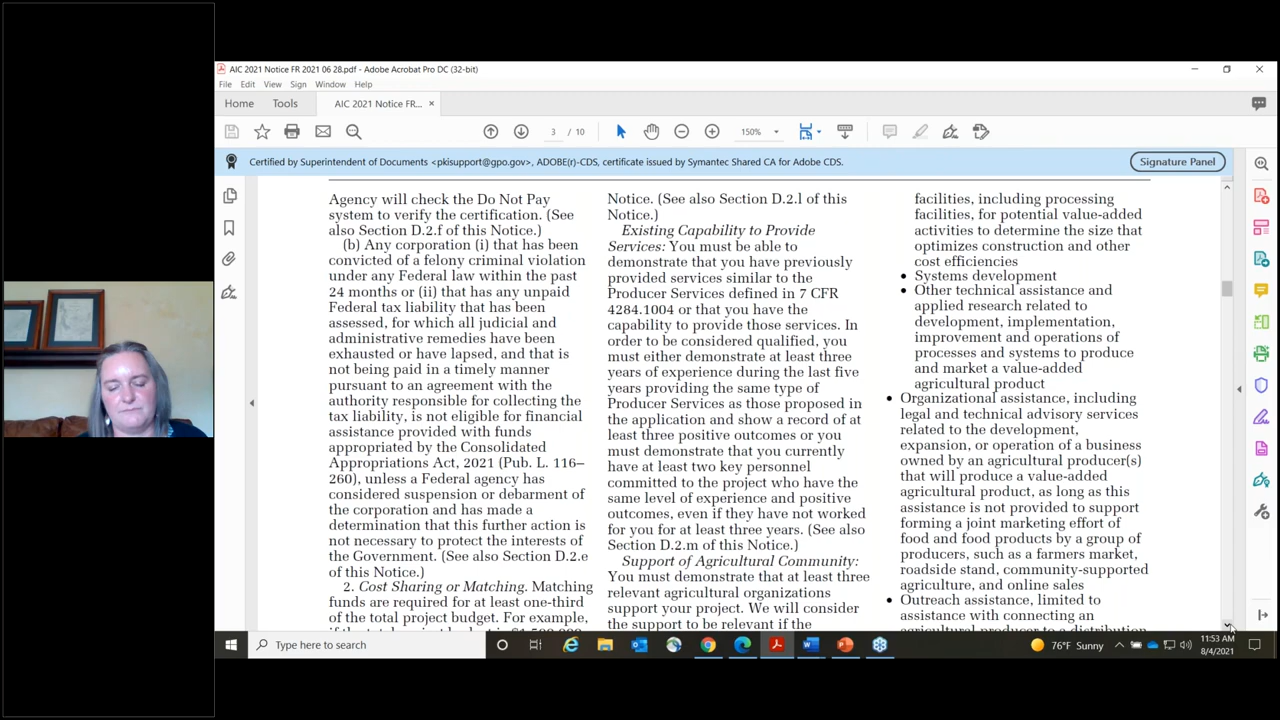 AIC 2021 Notice FR 2021 06 28.pdf - Adobe Acrobat Pro DC (32-bit)
File Edit View Sign Window Help
Home Tools AIC 2021 Notice FR... ×
3 / 10 150%
Certified by Superintendent of Documents <pkisupport@gpo.gov>, ADOBE(r)-CDS, certificate issued by Symantec Shared CA for Adobe CDS.
Signature Panel
Agency will check the Do Not Pay
system to verify the certification. (See
also Section D.2.f of this Notice.)
(b) Any corporation (i) that has been
convicted of a felony criminal violation
under any Federal law within the past
24 months or (ii) that has any unpaid
Federal tax liability that has been
assessed, for which all judicial and
administrative remedies have been
exhausted or have lapsed, and that is
not being paid in a timely manner
pursuant to an agreement with the
authority responsible for collecting the
tax liability, is not eligible for financial
assistance provided with funds
appropriated by the Consolidated
Appropriations Act, 2021 (Pub. L. 116–
260), unless a Federal agency has
considered suspension or debarment of
the corporation and has made a
determination that this further action is
not necessary to protect the interests of
the Government. (See also Section D.2.e
of this Notice.)
2. Cost Sharing or Matching. Matching
funds are required for at least one-third
of the total project budget. For example,
Notice. (See also Section D.2.l of this
Notice.)
Existing Capability to Provide
Services: You must be able to
demonstrate that you have previously
provided services similar to the
Producer Services defined in 7 CFR
4284.1004 or that you have the
capability to provide those services. In
order to be considered qualified, you
must either demonstrate at least three
years of experience during the last five
years providing the same type of
Producer Services as those proposed in
the application and show a record of at
least three positive outcomes or you
must demonstrate that you currently
have at least two key personnel
committed to the project who have the
same level of experience and positive
outcomes, even if they have not worked
for you for at least three years. (See also
Section D.2.m of this Notice.)
Support of Agricultural Community:
You must demonstrate that at least three
relevant agricultural organizations
support your project. We will consider
the support to be relevant if the
facilities, including processing
facilities, for potential value-added
activities to determine the size that
optimizes construction and other
cost efficiencies
• Systems development
• Other technical assistance and
applied research related to
development, implementation,
improvement and operations of
processes and systems to produce
and market a value-added
agricultural product
• Organizational assistance, including
legal and technical advisory services
related to the development,
expansion, or operation of a business
owned by an agricultural producer(s)
that will produce a value-added
agricultural product, as long as this
assistance is not provided to support
forming a joint marketing effort of
food and food products by a group of
producers, such as a farmers market,
roadside stand, community-supported
agriculture, and online sales
• Outreach assistance, limited to
assistance with connecting an
agricultural producer to a distribution
Type here to search
76°F Sunny
11:53 AM
8/4/2021